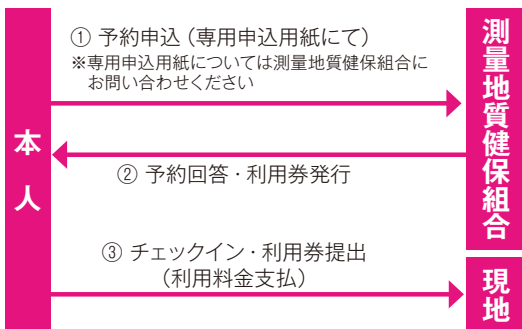 ① 予約申込（専用申込用紙にて）
※専用申込用紙については測量地質健保組合に
お問い合わせください
本人
測量地質健保組合
② 予約回答・利用券発行
③ チェックイン・利用券提出
（利用料金支払）
現地